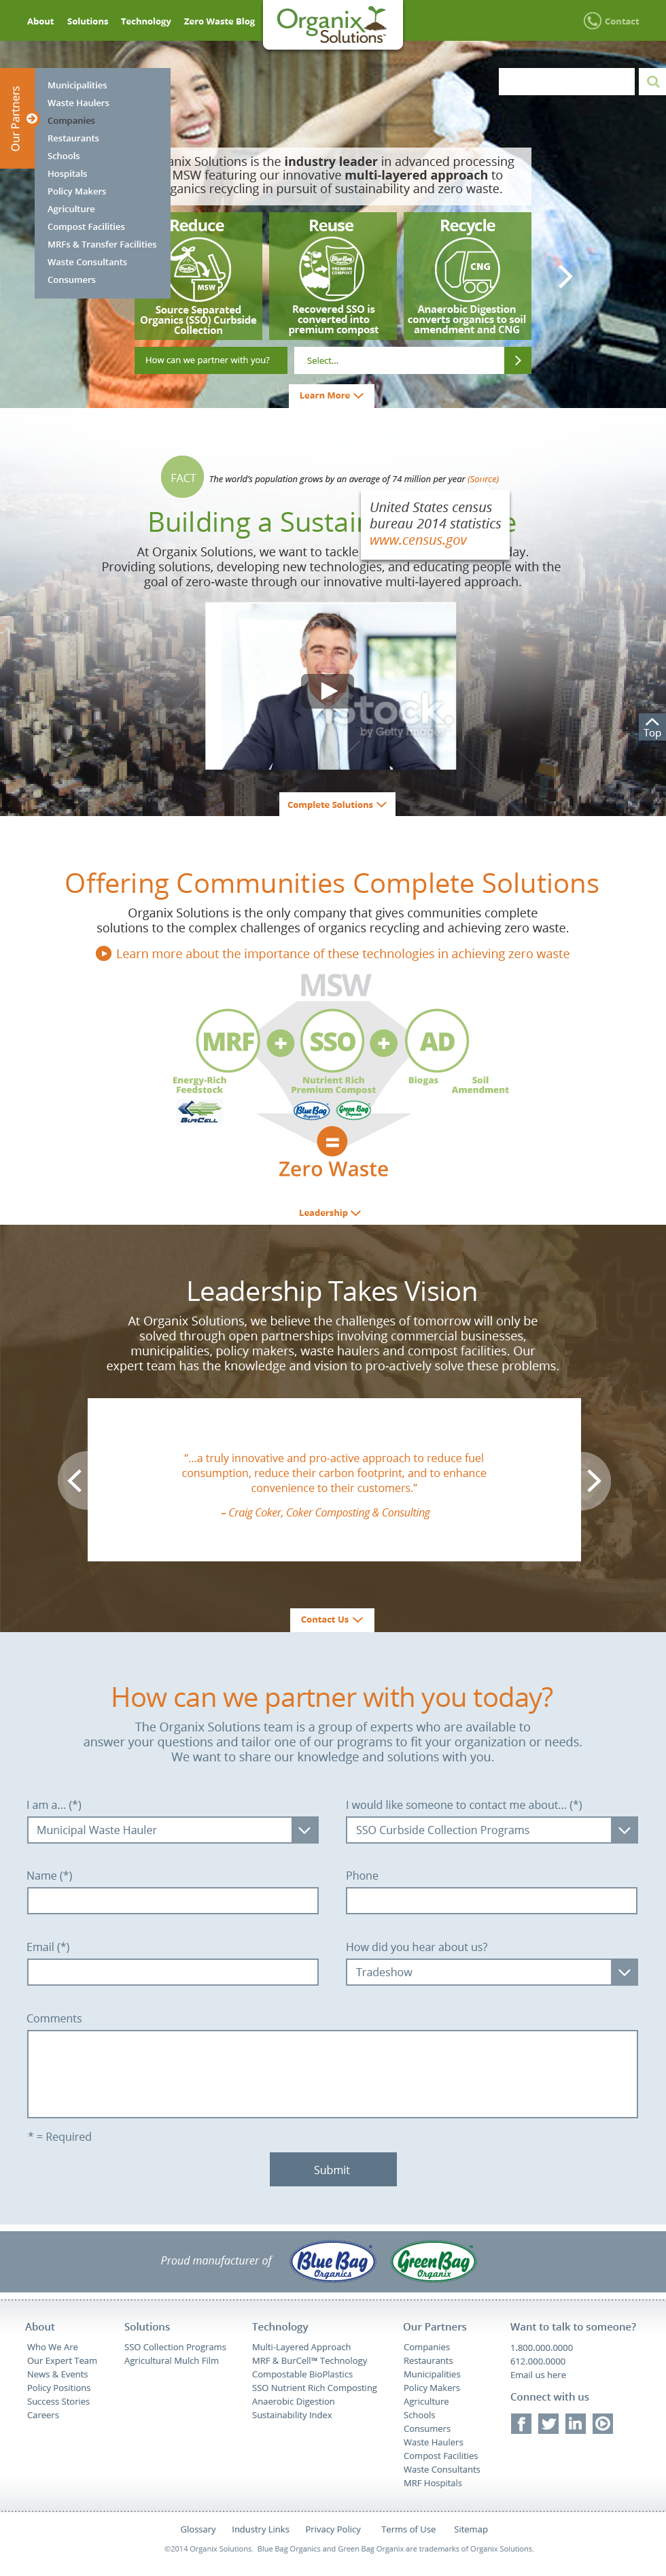 About Solutions Technology Zero Waste Blog
Organix Solutions
Contact
Our Partners
Municipalities
Waste Haulers
Companies
Restaurants
Schools
Hospitals
Policy Makers
Agriculture
Compost Facilities
MRFs & Transfer Facilities
Waste Consultants
Consumers
Solutions is the industry leader in advanced processing
MSW featuring our innovative multi-layered approach to
recycling in pursuit of sustainability and zero waste.
Reduce
MSW
Source Separated
Organics (SSO) Curbside
Collection
Reuse
PREMIUM
COMPOST
Recovered SSO is
converted into
premium compost
Recycle
CNG
Anaerobic Digestion
converts organics to soil
amendment and CNG
How can we partner with you?
Select...
Learn More
FACT
The world's population grows by an average of 74 million per year (Source)
United States census
bureau 2014 statistics
www.census.gov
Building a
At Organix Solutions, we want to tackle
Providing solutions, developing new technologies, and educating people with the
goal of zero-waste through our innovative multi-layered approach.
iStock.
by Getty Images
Top
Complete Solutions
Offering Communities Complete Solutions
Organix Solutions is the only company that gives communities complete
solutions to the complex challenges of organics recycling and achieving zero waste.
Learn more about the importance of these technologies in achieving zero waste
MSW
MRF + SSO + AD
Energy-Rich
Feedstock
Nutrient Rich
Premium Compost
Biogas
Soil
Amendment
BURCELL
Blue Bag Organics
Green Bag Organix
=
Zero Waste
Leadership
Leadership Takes Vision
At Organix Solutions, we believe the challenges of tomorrow will only be
solved through open partnerships involving commercial businesses,
municipalities, policy makers, waste haulers and compost facilities. Our
expert team has the knowledge and vision to pro-actively solve these problems.
"...a truly innovative and pro-active approach to reduce fuel
consumption, reduce their carbon footprint, and to enhance
convenience to their customers."
– Craig Coker, Coker Composting & Consulting
Contact Us
How can we partner with you today?
The Organix Solutions team is a group of experts who are available to
answer your questions and tailor one of our programs to fit your organization or needs.
We want to share our knowledge and solutions with you.
I am a... (*)
Municipal Waste Hauler
I would like someone to contact me about... (*)
SSO Curbside Collection Programs
Name (*)
Phone
Email (*)
How did you hear about us?
Tradeshow
Comments
* = Required
Submit
Proud manufacturer of
Blue Bag Organics
Green Bag Organix
About
Who We Are
Our Expert Team
News & Events
Policy Positions
Success Stories
Careers
Solutions
SSO Collection Programs
Agricultural Mulch Film
Technology
Multi-Layered Approach
MRF & BurCell™ Technology
Compostable BioPlastics
SSO Nutrient Rich Composting
Anaerobic Digestion
Sustainability Index
Our Partners
Companies
Restaurants
Municipalities
Policy Makers
Agriculture
Schools
Consumers
Waste Haulers
Compost Facilities
Waste Consultants
MRF Hospitals
Want to talk to someone?
1.800.000.0000
612.000.0000
Email us here
Connect with us
Glossary Industry Links Privacy Policy Terms of Use Sitemap
©2014 Organix Solutions. Blue Bag Organics and Green Bag Organix are trademarks of Organix Solutions.